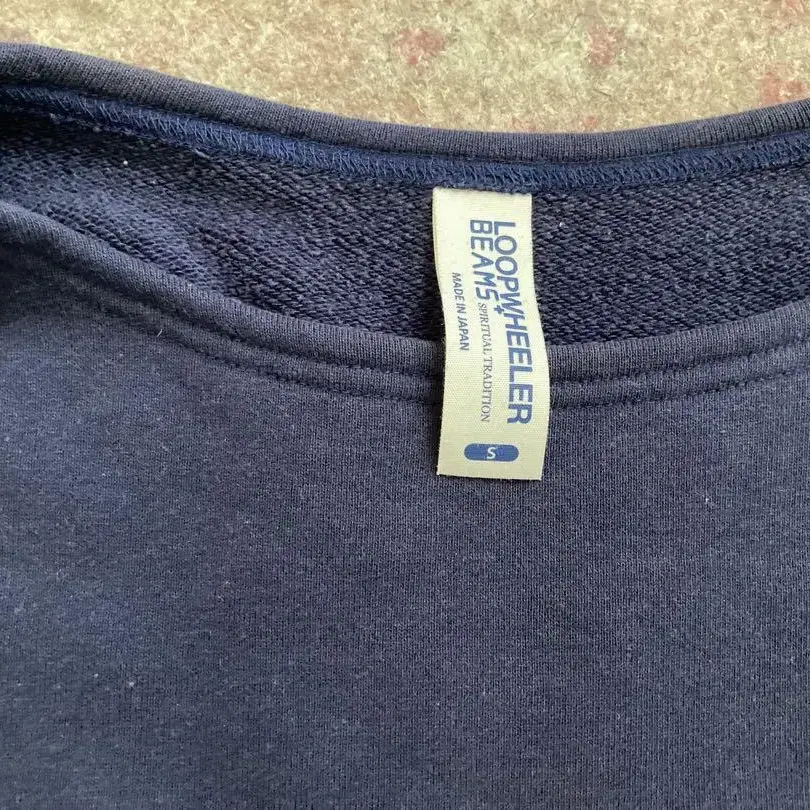 LOOPWHEELER
BEAMS+
SPIRITUAL TRADITION
MADE IN JAPAN
S